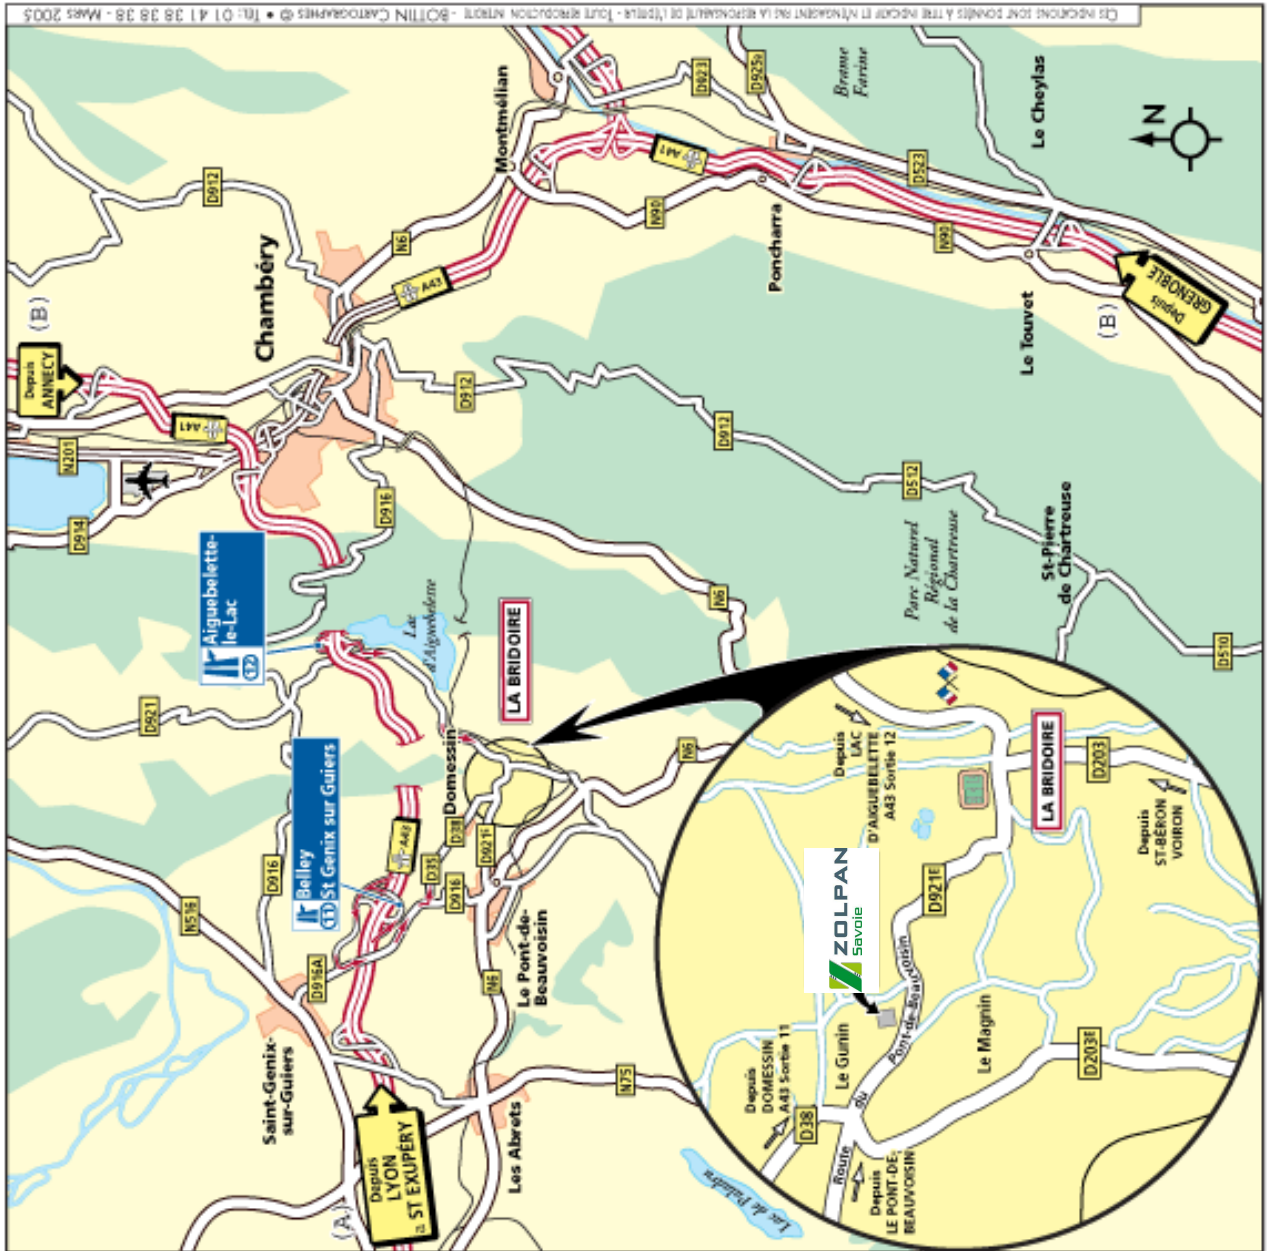 CES INDICATIONS SONT DONNÉES À TITRE INDICATIF ET N'ENGAGENT PAS LA RESPONSABILITÉ DE L'ÉDITEUR - TOUTE REPRODUCTION INTERDITE - BOTTIN CARTOGRAPHES © • TÉL: 01 41 38 38 38 - MARS 2005
Depuis
LYON
à ST EXUPÉRY
(A)
Saint-Genix-
sur-Guiers
N516
D916A
D916
Belley
11 St Genix sur Guiers
D921
Aiguebelette-
le-Lac
12
D914
N201
Depuis
ANNECY
(B)
A41
D912
Chambéry
A43
N6
Montmélian
D923
D925B
Brame
Farine
Le Cheylas
N
A41
N90
Poncharra
D523
N90
Le Touvet
Depuis
GRENOBLE
(B)
D912
D912
D512
Parc Naturel
Régional
de la Chartreuse
St-Pierre
de Chartreuse
D510
D916
Lac
d'Aiguebelette
LA BRIDOIRE
N6
N6
Domessin
A43
D35
D38
D921E
D916
Le Pont-de-
Beauvoisin
N6
Les Abrets
N75
Lac de Paladru
Depuis
DOMESSIN
A43 Sortie 11
D38
Le Gunin
Route du Pont-de-Beauvoisin
Depuis
LE PONT-DE-
BEAUVOISIN
ZOLPAN
Savoie
D921E
Depuis
LAC
D'AIGUEBELETTE
A43 Sortie 12
LA BRIDOIRE
D203
Depuis
ST-BÉRON
VOIRON
Le Magnin
D203E